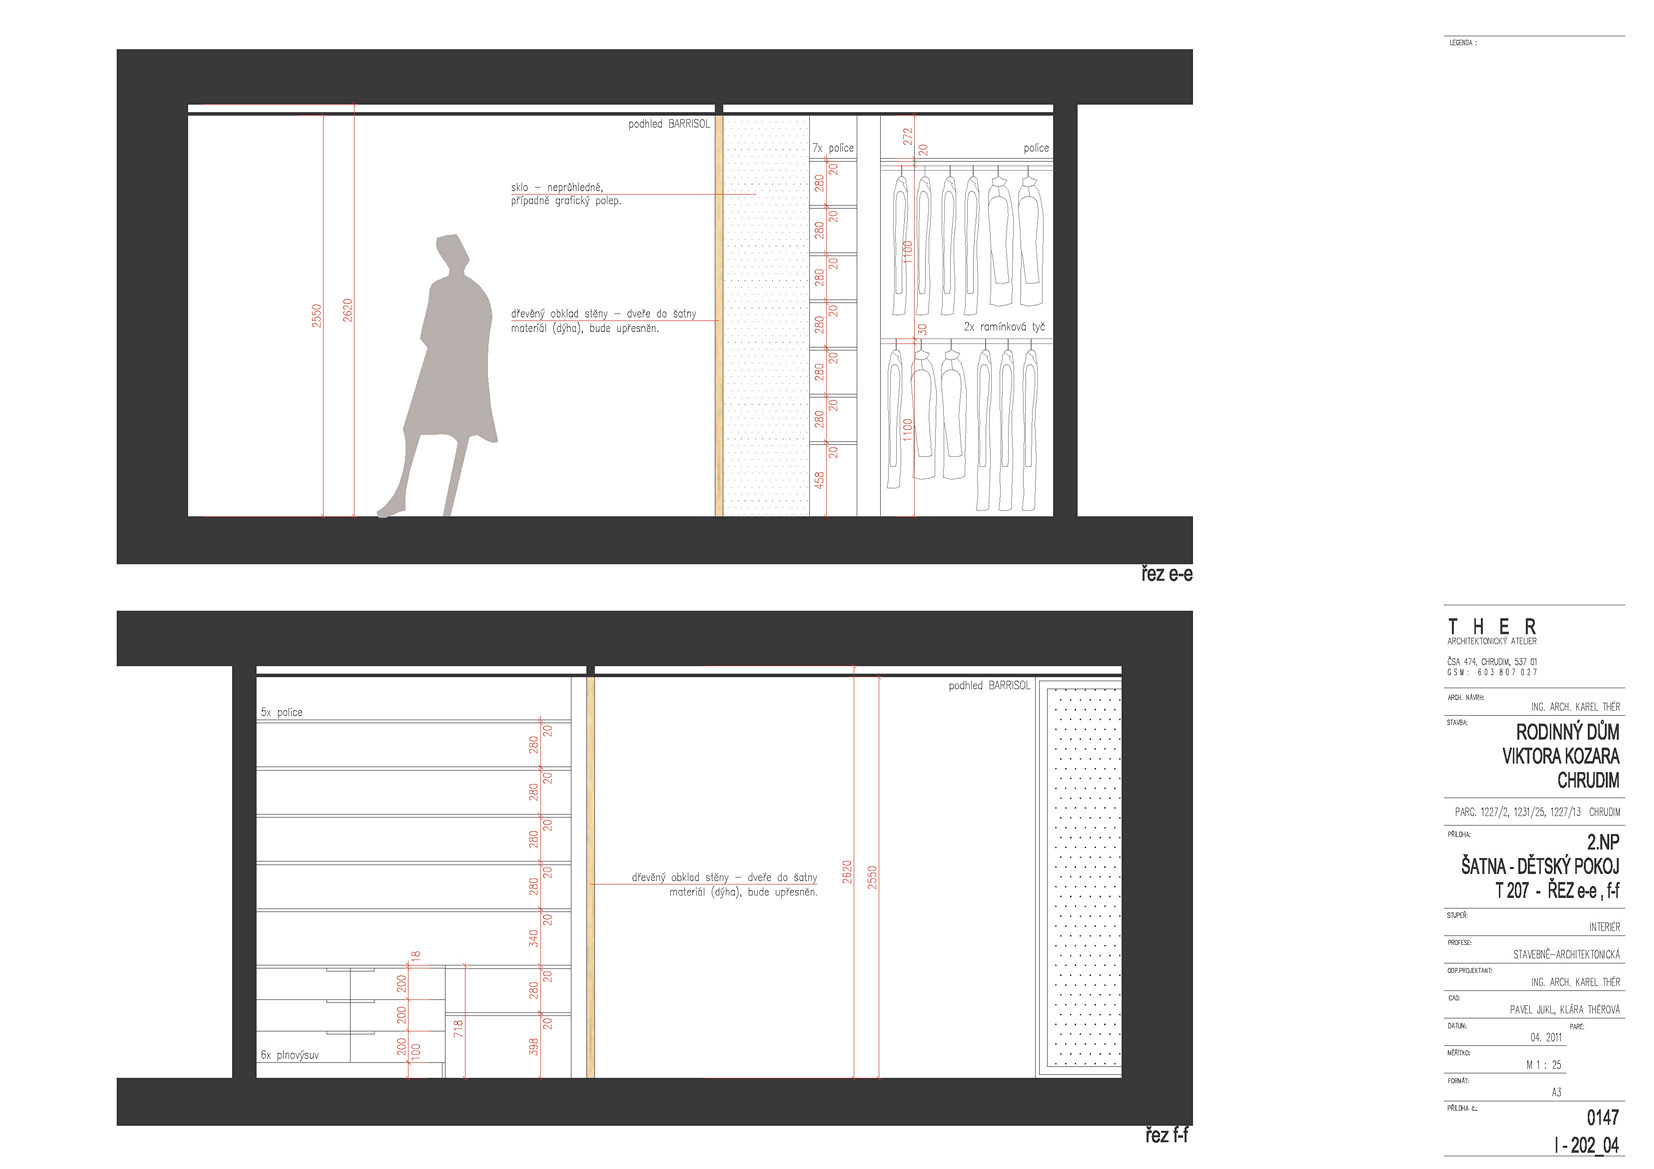 LEGENDA :
podhled BARRISOL
7x police
police
272
20
sklo – neprůhledné,
případně grafický polep.
280
20
280
20
280
20
280
20
280
20
280
20
458
20
1100
30
2x ramínková tyč
1100
2550
2620
dřevěný obklad stěny – dveře do šatny
materiál (dýha), bude upřesněn.
řez e-e
podhled BARRISOL
5x police
20
280
20
280
20
280
20
280
20
340
18
200
200
200
100
718
20
280
20
398
6x plnovýsuv
dřevěný obklad stěny – dveře do šatny
materiál (dýha), bude upřesněn.
2620
2550
řez f-f
T H E R
ARCHITEKTONICKÝ ATELIER
ČSA 474, CHRUDIM, 537 01
GSM: 603 807 027
ARCH. NÁVRH:
ING. ARCH. KAREL THÉR
STAVBA:
RODINNÝ DŮM
VIKTORA KOZARA
CHRUDIM
PARC. 1227/2, 1231/25, 1227/13 CHRUDIM
PŘÍLOHA:
2.NP
ŠATNA - DĚTSKÝ POKOJ
T 207 - ŘEZ e-e , f-f
STUPEŇ:
INTERIÉR
PROFESE:
STAVEBNĚ–ARCHITEKTONICKÁ
ODP.PROJEKTANT:
ING. ARCH. KAREL THÉR
CAD:
PAVEL JUKL, KLÁRA THÉROVÁ
DATUM: PARÉ:
04. 2011
MĚŘÍTKO:
M 1 : 25
FORMÁT:
A3
PŘÍLOHA č.:
0147
I - 202_04